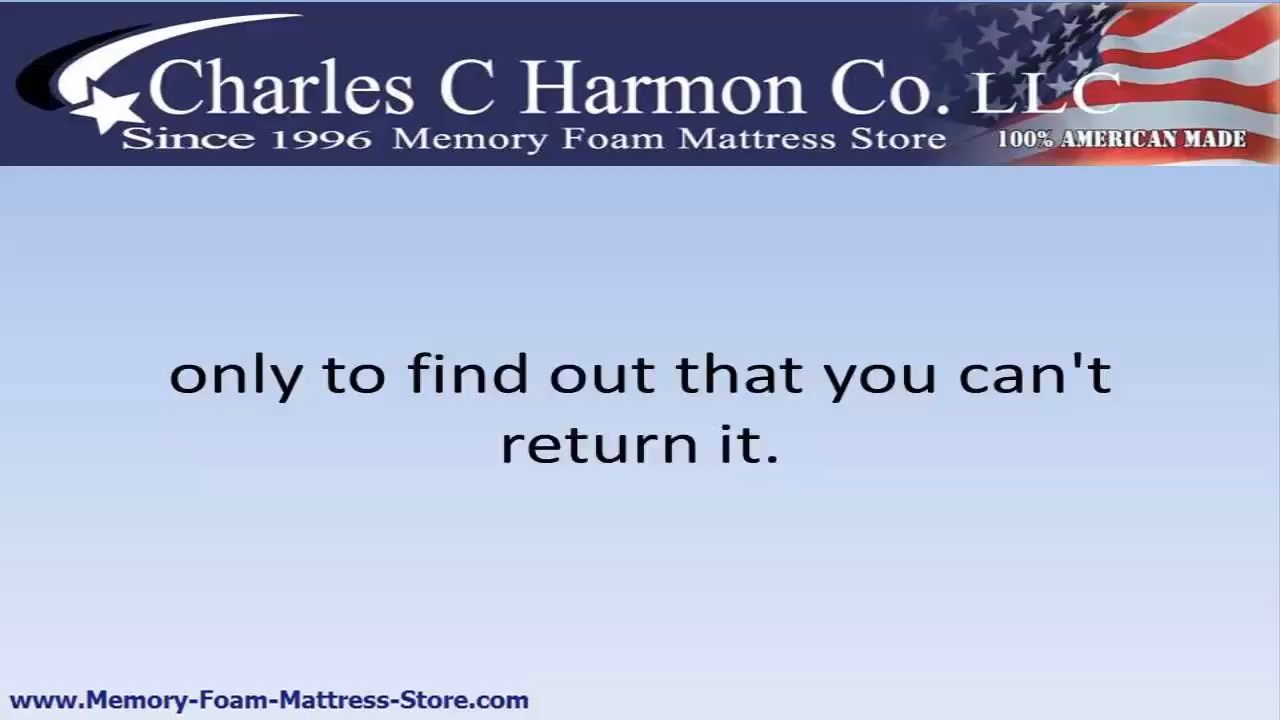 Charles C Harmon Co. LLC
Since 1996 Memory Foam Mattress Store
100% AMERICAN MADE
only to find out that you can't
return it.
www.Memory-Foam-Mattress-Store.com